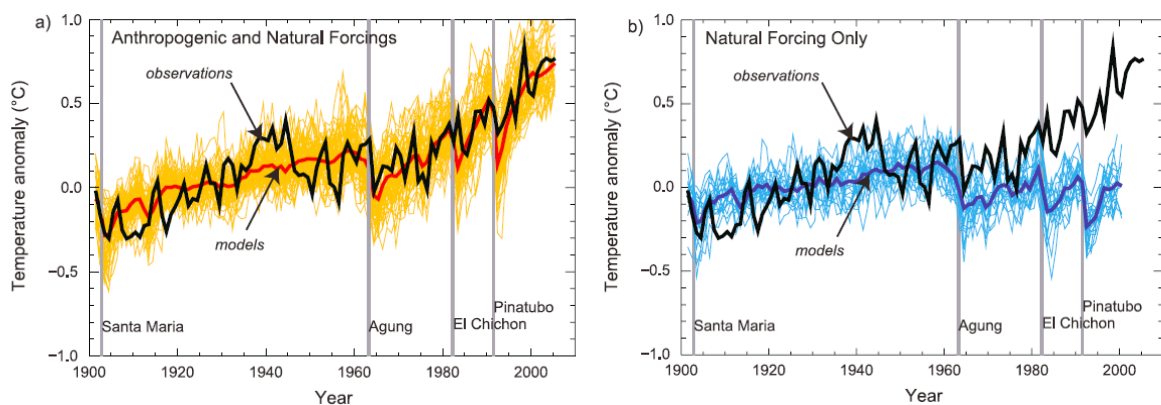 a)
Anthropogenic and Natural Forcings
observations
models
Santa Maria
Agung
El Chichon
Pinatubo
Temperature anomaly (°C)
1.0
0.5
0.0
−0.5
−1.0
1900 1920 1940 1960 1980 2000
Year
b)
Natural Forcing Only
observations
models
Santa Maria
Agung
El Chichon
Pinatubo
Temperature anomaly (°C)
1.0
0.5
0.0
−0.5
−1.0
1900 1920 1940 1960 1980 2000
Year